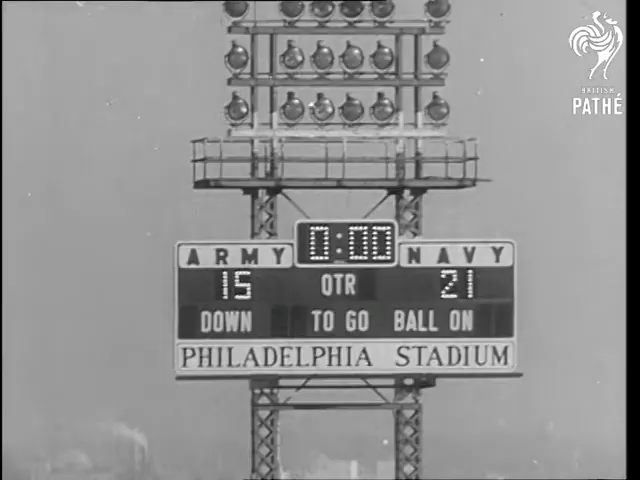 BRITISH
PATHÉ
0:00
ARMY NAVY
15 QTR 21
DOWN TO GO BALL ON
PHILADELPHIA STADIUM